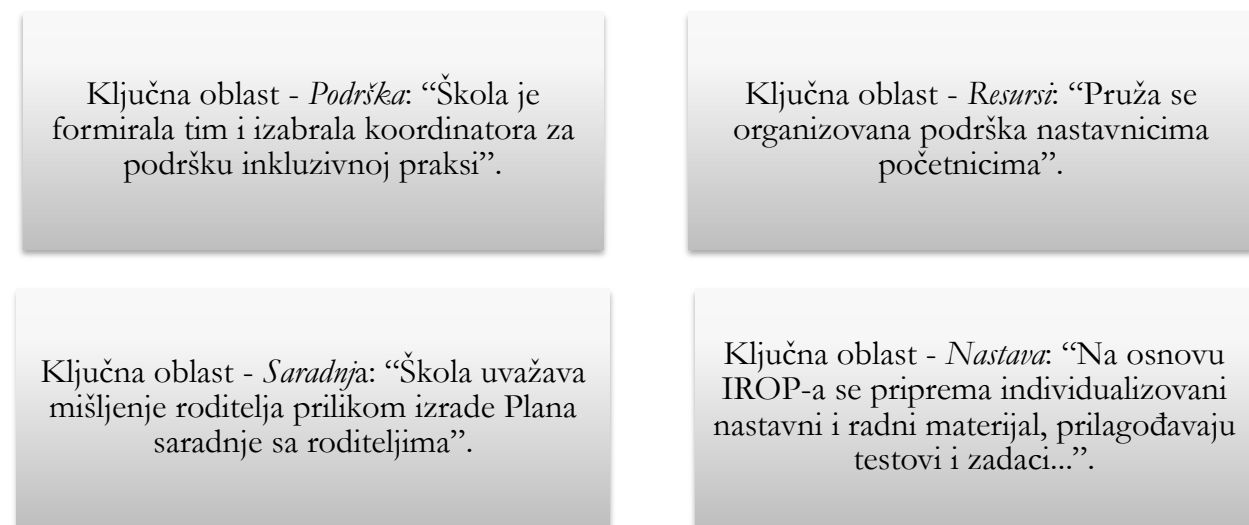 Ključna oblast - Podrška: “Škola je
formirala tim i izabrala koordinatora za
podršku inkluzivnoj praksi”.
Ključna oblast - Resursi: “Pruža se
organizovana podrška nastavnicima
početnicima”.
Ključna oblast - Saradnja: “Škola uvažava
mišljenje roditelja prilikom izrade Plana
saradnje sa roditeljima”.
Ključna oblast - Nastava: “Na osnovu
IROP-a se priprema individualizovani
nastavni i radni materijal, prilagođavaju
testovi i zadaci...”.